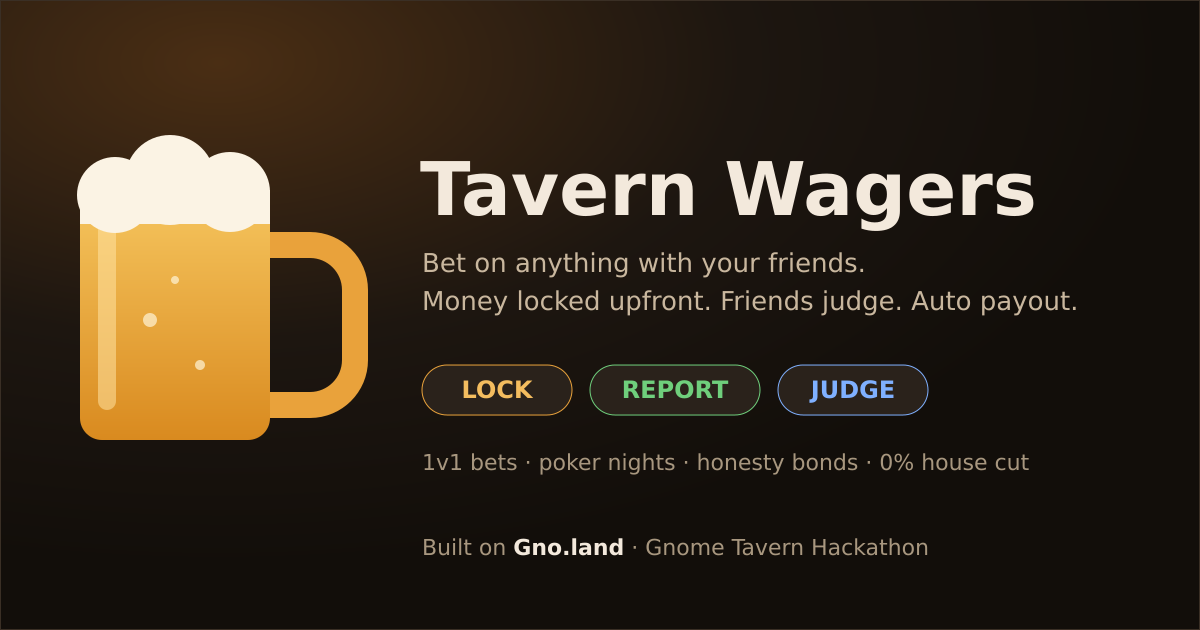 Tavern Wagers
Bet on anything with your friends.
Money locked upfront. Friends judge. Auto payout.
LOCK REPORT JUDGE
1v1 bets · poker nights · honesty bonds · 0% house cut
Built on Gno.land · Gnome Tavern Hackathon